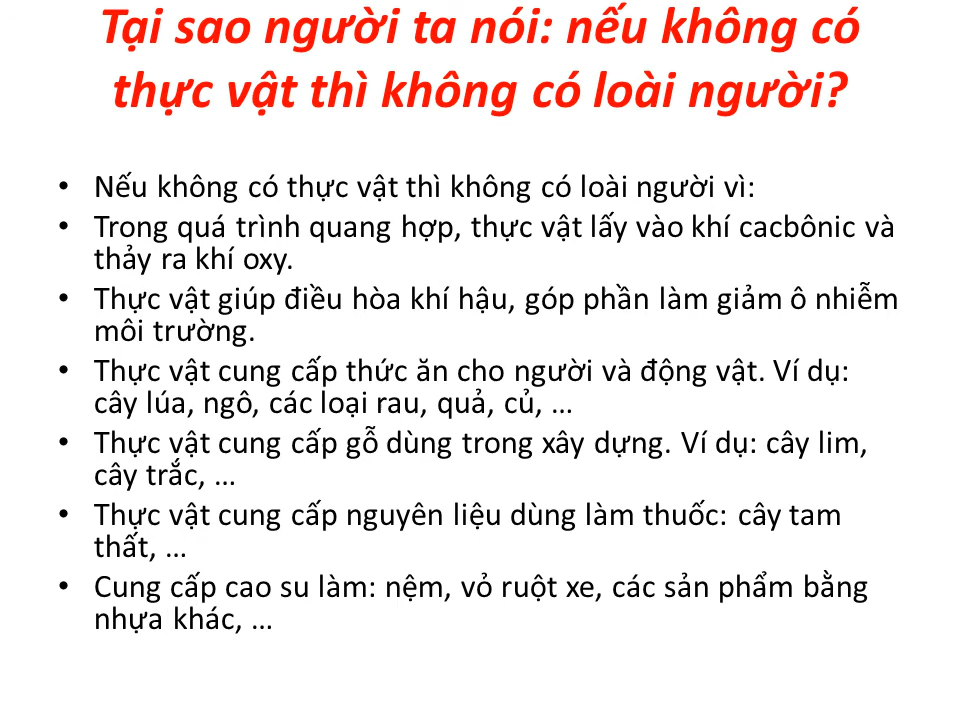 Tại sao người ta nói: nếu không có
thực vật thì không có loài người?
• Nếu không có thực vật thì không có loài người vì:
• Trong quá trình quang hợp, thực vật lấy vào khí cacbônic và
thảy ra khí oxy.
• Thực vật giúp điều hòa khí hậu, góp phần làm giảm ô nhiễm
môi trường.
• Thực vật cung cấp thức ăn cho người và động vật. Ví dụ:
cây lúa, ngô, các loại rau, quả, củ, …
• Thực vật cung cấp gỗ dùng trong xây dựng. Ví dụ: cây lim,
cây trắc, …
• Thực vật cung cấp nguyên liệu dùng làm thuốc: cây tam
thất, …
• Cung cấp cao su làm: nệm, vỏ ruột xe, các sản phẩm bằng
nhựa khác, …